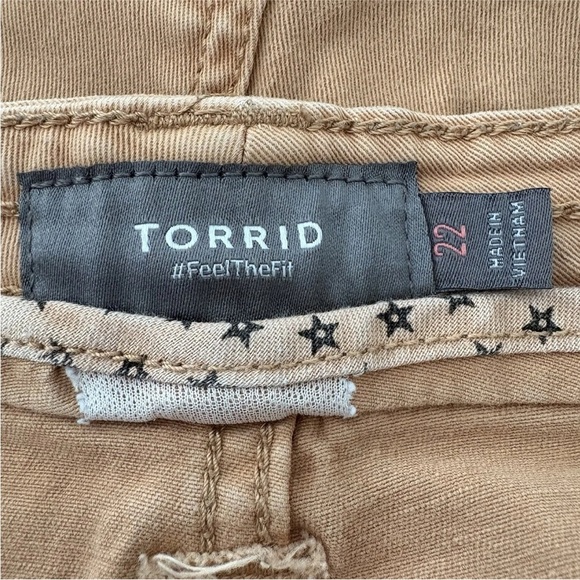 TORRID
#FeelTheFit
22
MADE IN
VIETNAM